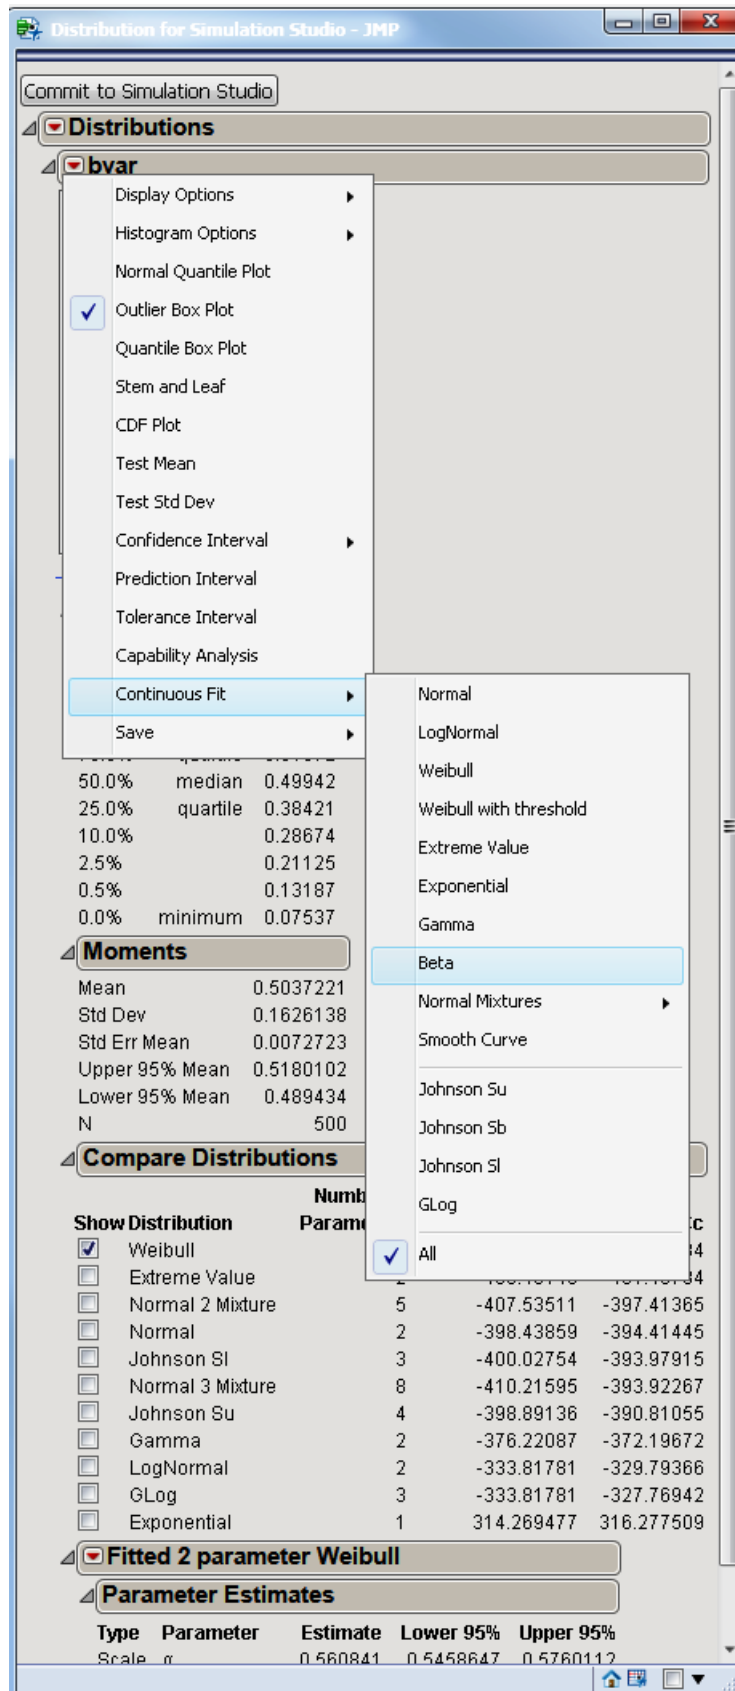 Distribution for Simulation Studio - JMP
Commit to Simulation Studio
Distributions
bvar
Display Options
Histogram Options
Normal Quantile Plot
Outlier Box Plot
Quantile Box Plot
Stem and Leaf
CDF Plot
Test Mean
Test Std Dev
Confidence Interval
Prediction Interval
Tolerance Interval
Capability Analysis
Continuous Fit
Save
Normal
LogNormal
Weibull
Weibull with threshold
Extreme Value
Exponential
Gamma
Beta
Normal Mixtures
Smooth Curve
Johnson Su
Johnson Sb
Johnson Sl
GLog
All
50.0% median 0.49942
25.0% quartile 0.38421
10.0% 0.28674
2.5% 0.21125
0.5% 0.13187
0.0% minimum 0.07537
Moments
Mean 0.5037221
Std Dev 0.1626138
Std Err Mean 0.0072723
Upper 95% Mean 0.5180102
Lower 95% Mean 0.489434
N 500
Compare Distributions
Show Distribution
Weibull
Extreme Value
Normal 2 Mixture 5 -407.53511 -397.41365
Normal 2 -398.43859 -394.41445
Johnson Sl 3 -400.02754 -393.97915
Normal 3 Mixture 8 -410.21595 -393.92267
Johnson Su 4 -398.89136 -390.81055
Gamma 2 -376.22087 -372.19672
LogNormal 2 -333.81781 -329.79366
GLog 3 -333.81781 -327.76942
Exponential 1 314.269477 316.277509
Fitted 2 parameter Weibull
Parameter Estimates
Type Parameter Estimate Lower 95% Upper 95%
Scale α 0.560841 0.5458647 0.5760112